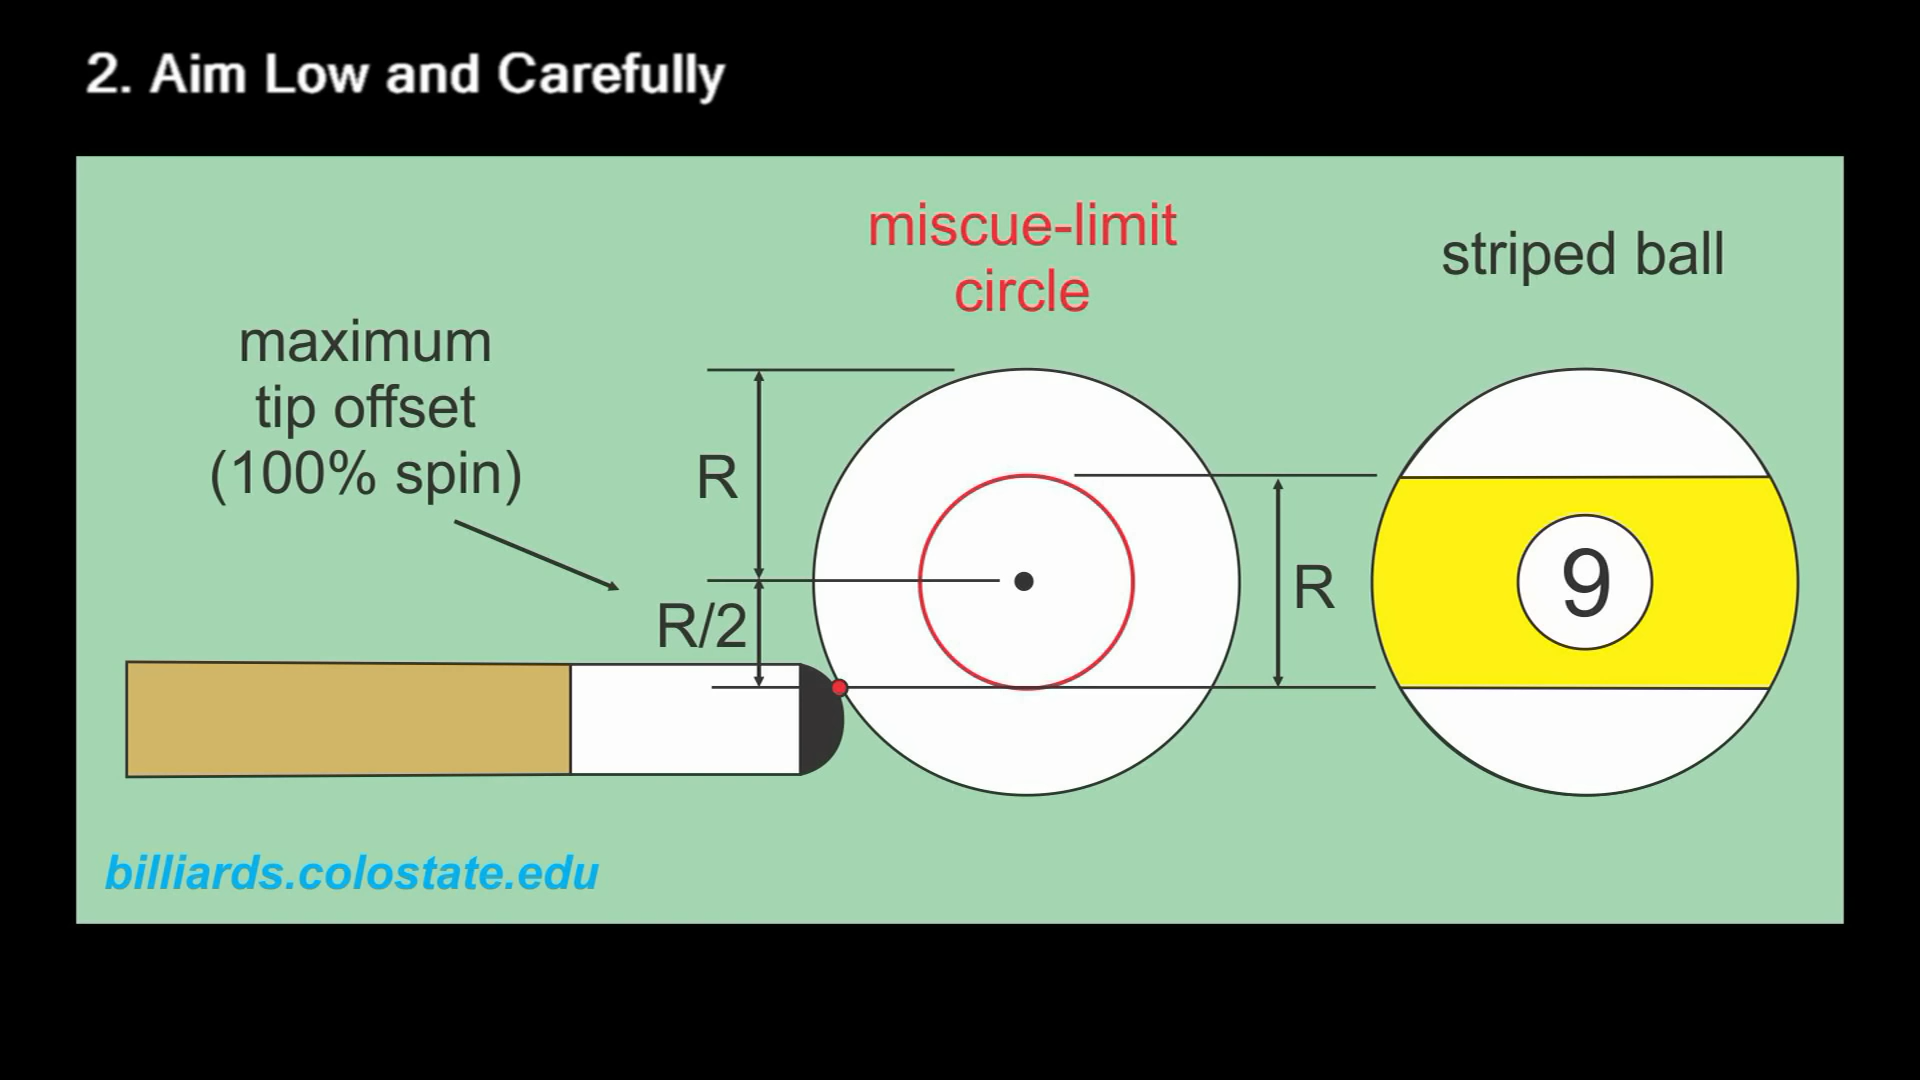 2. Aim Low and Carefully
miscue-limit
circle
striped ball
maximum
tip offset
(100% spin)
R
R/2
R
9
billiards.colostate.edu